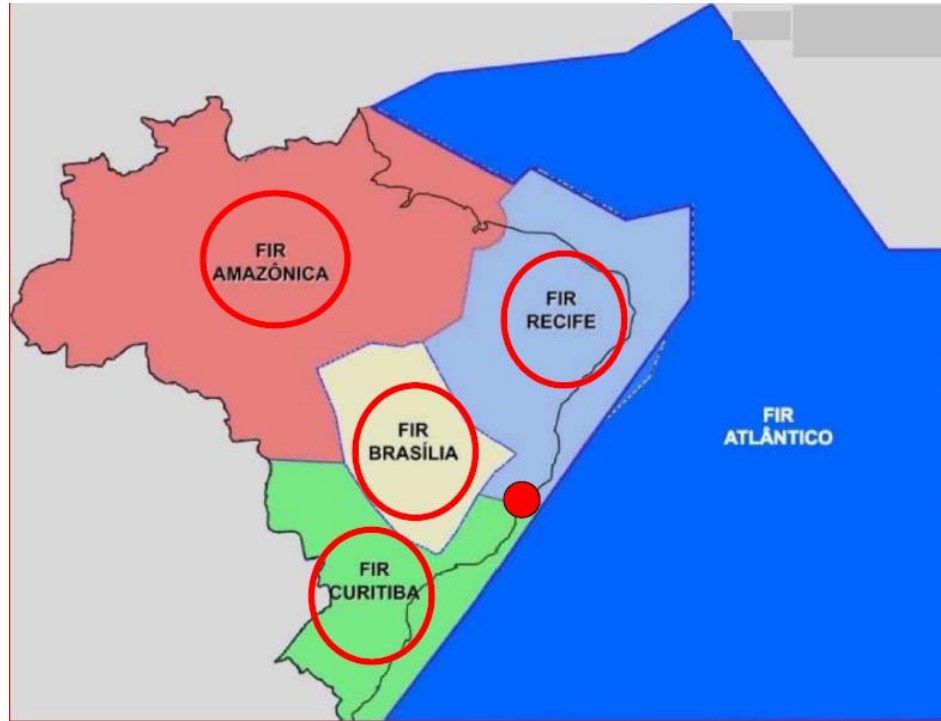 FIR
AMAZÔNICA
FIR
RECIFE
FIR
BRASÍLIA
FIR
ATLÂNTICO
FIR
CURITIBA